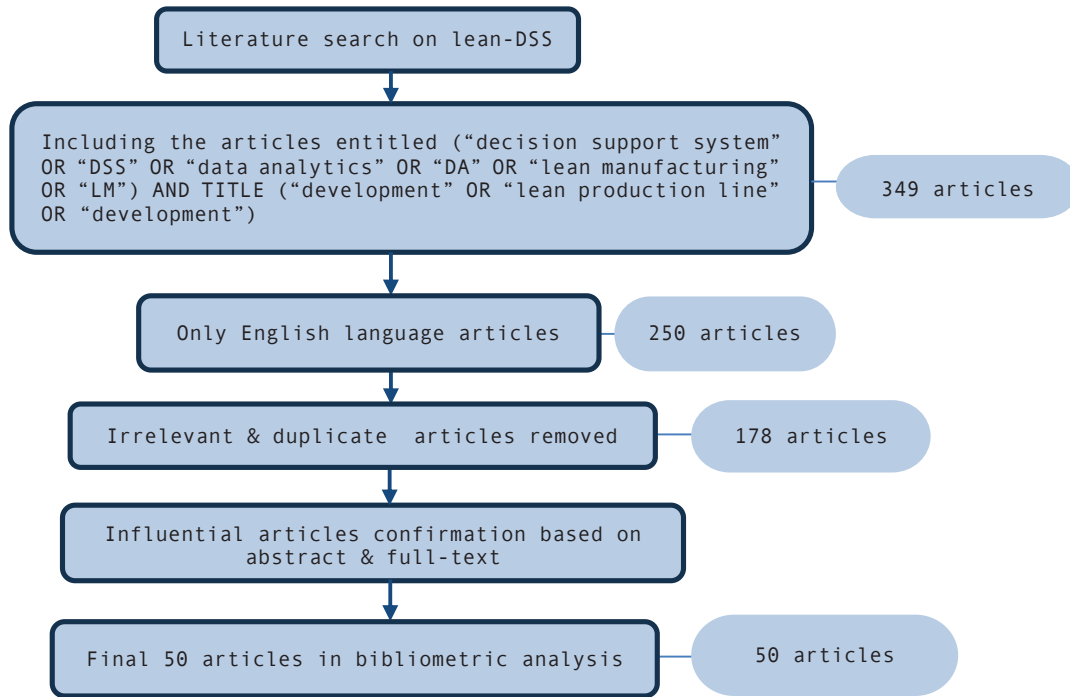 Literature search on lean-DSS
Including the articles entitled (“decision support system”
OR “DSS” OR “data analytics” OR “DA” OR “lean manufacturing”
OR “LM”) AND TITLE (“development” OR “lean production line”
OR “development”)
349 articles
Only English language articles
250 articles
Irrelevant & duplicate articles removed
178 articles
Influential articles confirmation based on
abstract & full-text
Final 50 articles in bibliometric analysis
50 articles